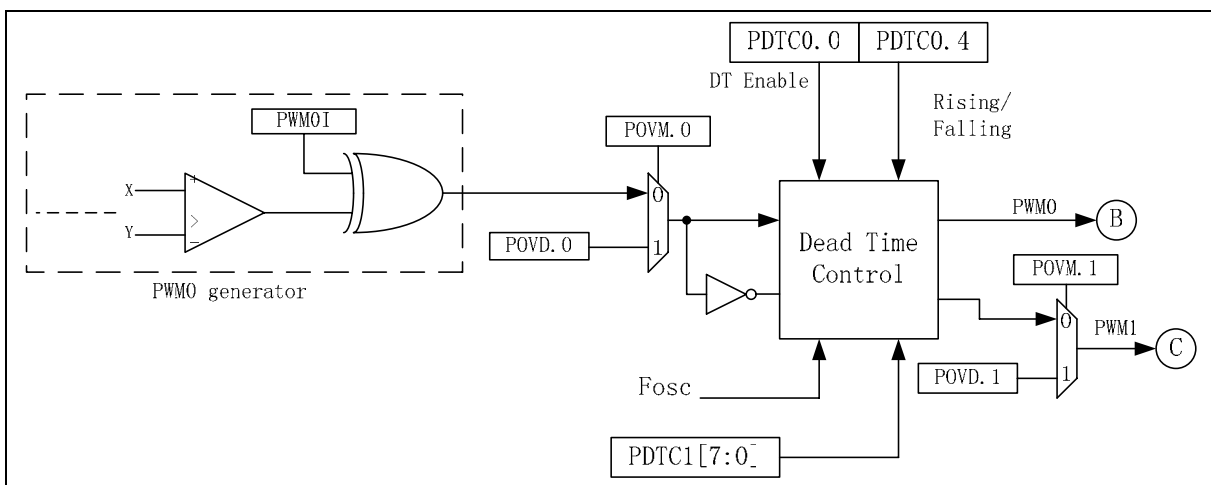 PDTC0.0
PDTC0.4
DT Enable
Rising/
Falling
PWM0I
POVM.0
X
+
>
Y
−
0
1
POVD.0
PWM0 generator
Dead Time
Control
PWM0
B
POVM.1
0
1
PWM1
C
POVD.1
Fosc
PDTC1[7:0]